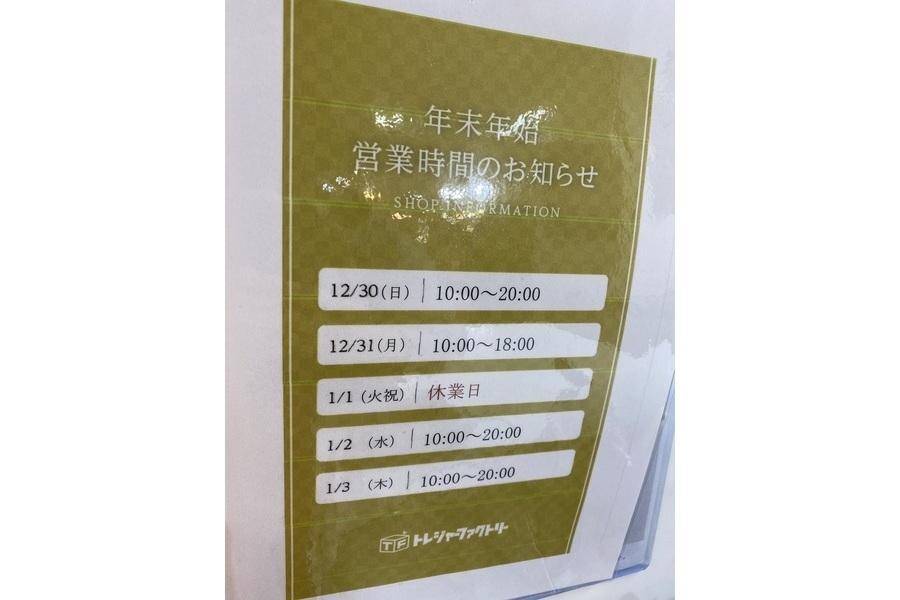 年末年始
営業時間のお知らせ
SHOP INFORMATION
12/30(日) 10:00〜20:00
12/31(月) 10:00〜18:00
1/1 (火祝) 休業日
1/2 (水) 10:00〜20:00
1/3 (木) 10:00〜20:00
TF トレジャーファクトリー